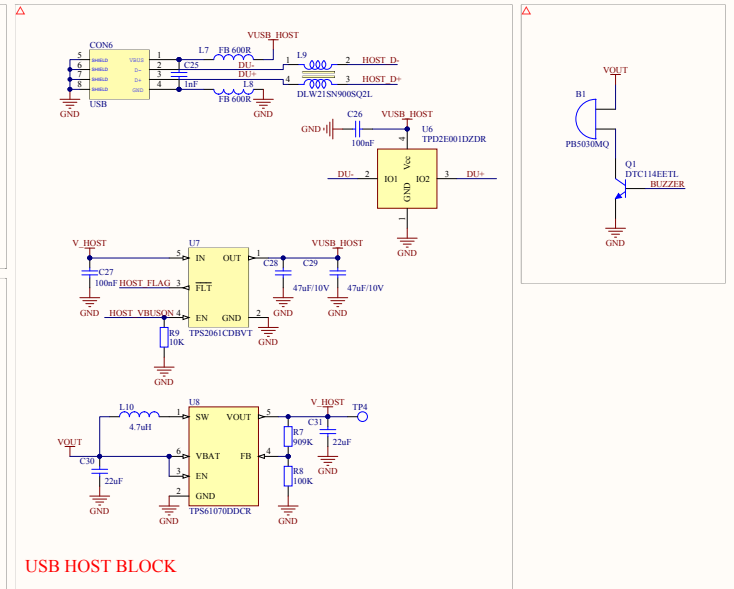 CON6
5 SHIELD VBUS 1
6 SHIELD D- 2
7 SHIELD D+ 3
8 SHIELD GND 4
USB
GND
L7 FB 600R
VUSB_HOST
C25
1nF
DU-
DU+
L8
FB 600R
GND
L9
1 2 HOST_D-
4 3 HOST_D+
DLW21SN900SQ2L
C26
GND
100nF
VUSB_HOST
U6
TPD2E001DZDR
4
Vcc
DU- 2 IO1 IO2 3 DU+
GND
1
GND
V_HOST
U7
VUSB_HOST
5 IN OUT 1
C27
C28
C29
100nF
HOST_FLAG 3 FLT
47uF/10V
47uF/10V
GND
GND
GND
HOST_VBUSON 4 EN GND 2
R9
10K
TPS2061CDBVT
GND
GND
L10
4.7uH
U8
V_HOST
TP4
1 SW VOUT 5
C31
R7
909K
22uF
VOUT
6 VBAT FB 4
C30
3 EN
22uF
GND
R8
100K
2 GND
GND
GND
GND
TPS61070DDCR
USB HOST BLOCK
VOUT
B1
PB5030MQ
Q1
DTC114EETL
BUZZER
GND